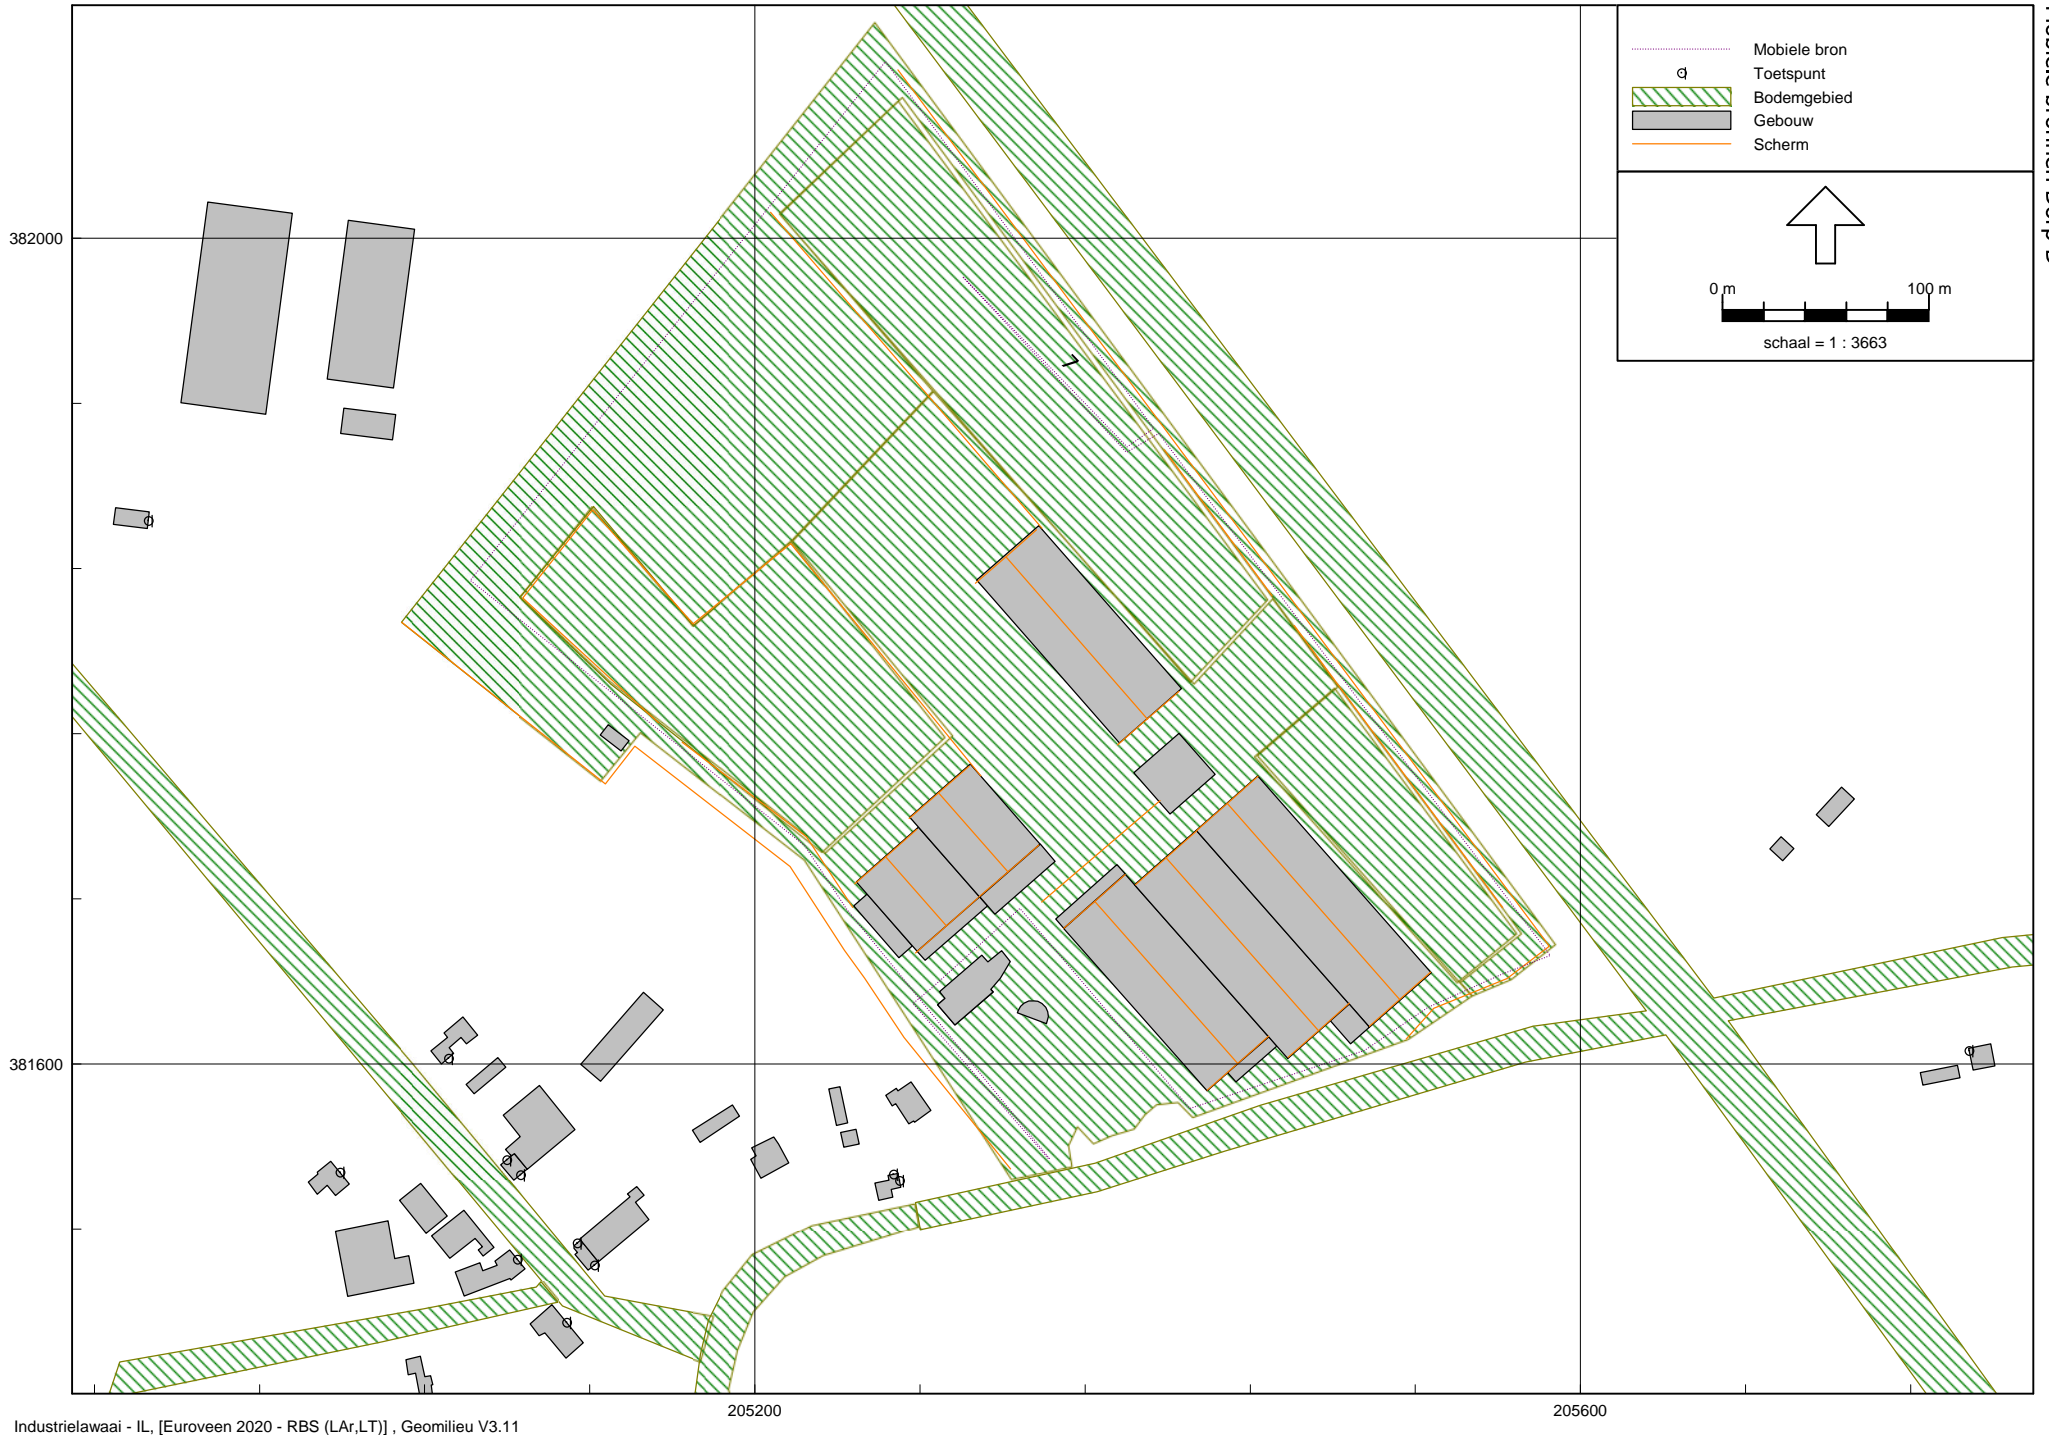 Mobiele bron
Toetspunt
Bodemgebied
Gebouw
Scherm
0 m
100 m
schaal = 1 : 3663
382000
7
381600
205200
205600
Industrielawaai - IL, [Euroveen 2020 - RBS (LAr,LT)] , Geomilieu V3.11